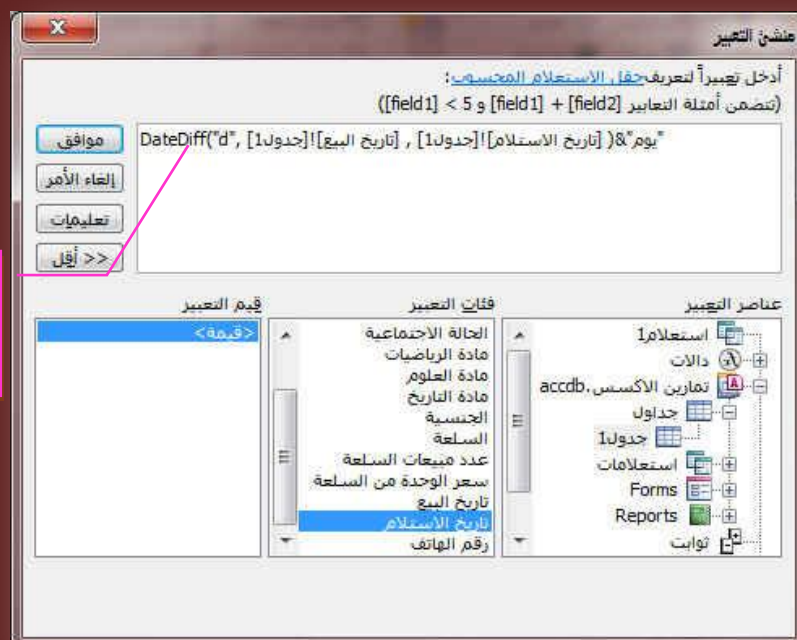 منشئ التعبير
أدخل تعبيراً لتعريف حقل الاستعلام المحسوب:
(تتضمن أمثلة التعابير [field1] + [field2] و [field1] < 5)
DateDiff("d", [جدول1]![تاريخ البيع] , [جدول1]![تاريخ الاستلام] )&"يوم"
موافق
إلغاء الأمر
تعليمات
<< أقل
عناصر التعبير
استعلام1
دالات
تمارين الاكسس.accdb
جداول
جدول1
استعلامات
Forms
Reports
ثوابت
فئات التعبير
الحالة الاجتماعية
مادة الرياضيات
مادة العلوم
مادة التاريخ
الجنسية
السلعة
عدد مبيعات السلعة
سعر الوحدة من السلعة
تاريخ البيع
تاريخ الاستلام
رقم الهاتف
قيم التعبير
<قيمة>